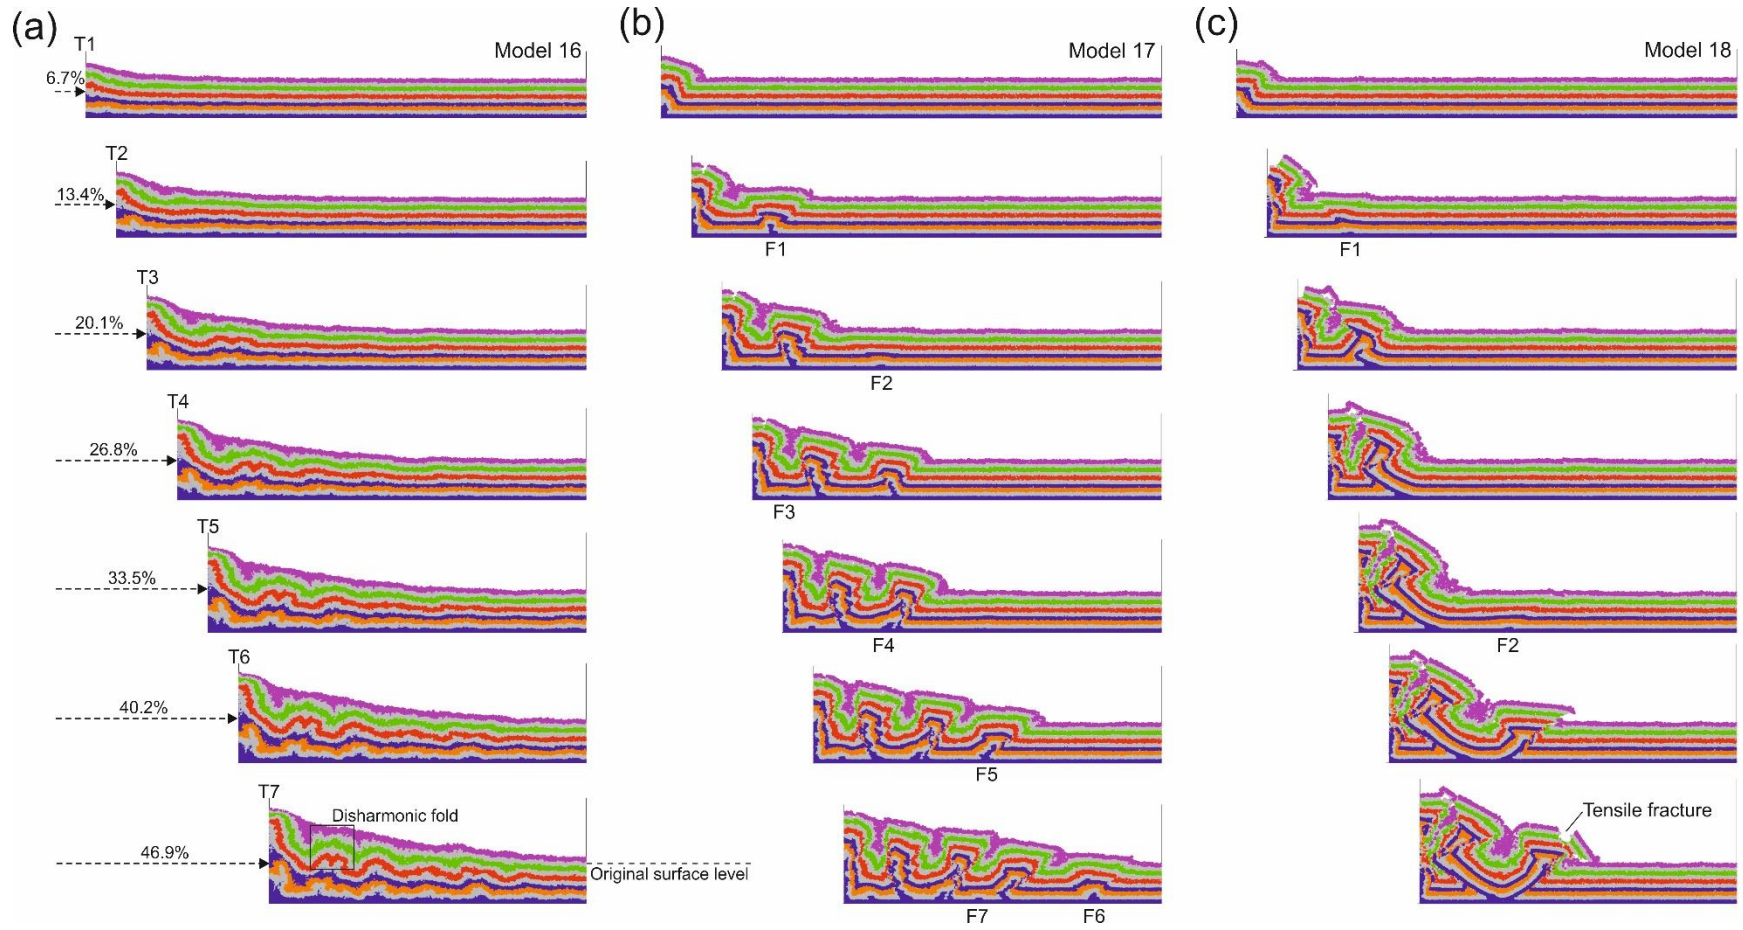 (a)
(b)
(c)
T1
Model 16
Model 17
Model 18
6.7%
T2
13.4%
F1
F1
T3
20.1%
F2
T4
26.8%
F3
T5
33.5%
F4
F2
T6
40.2%
F5
T7
Disharmonic fold
Tensile fracture
46.9%
Original surface level
F7
F6